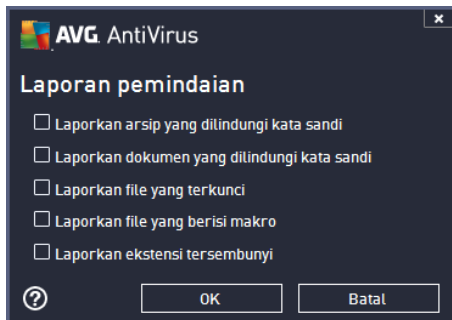 AVG. AntiVirus
Laporan pemindaian
Laporkan arsip yang dilindungi kata sandi
Laporkan dokumen yang dilindungi kata sandi
Laporkan file yang terkunci
Laporkan file yang berisi makro
Laporkan ekstensi tersembunyi
OK
Batal